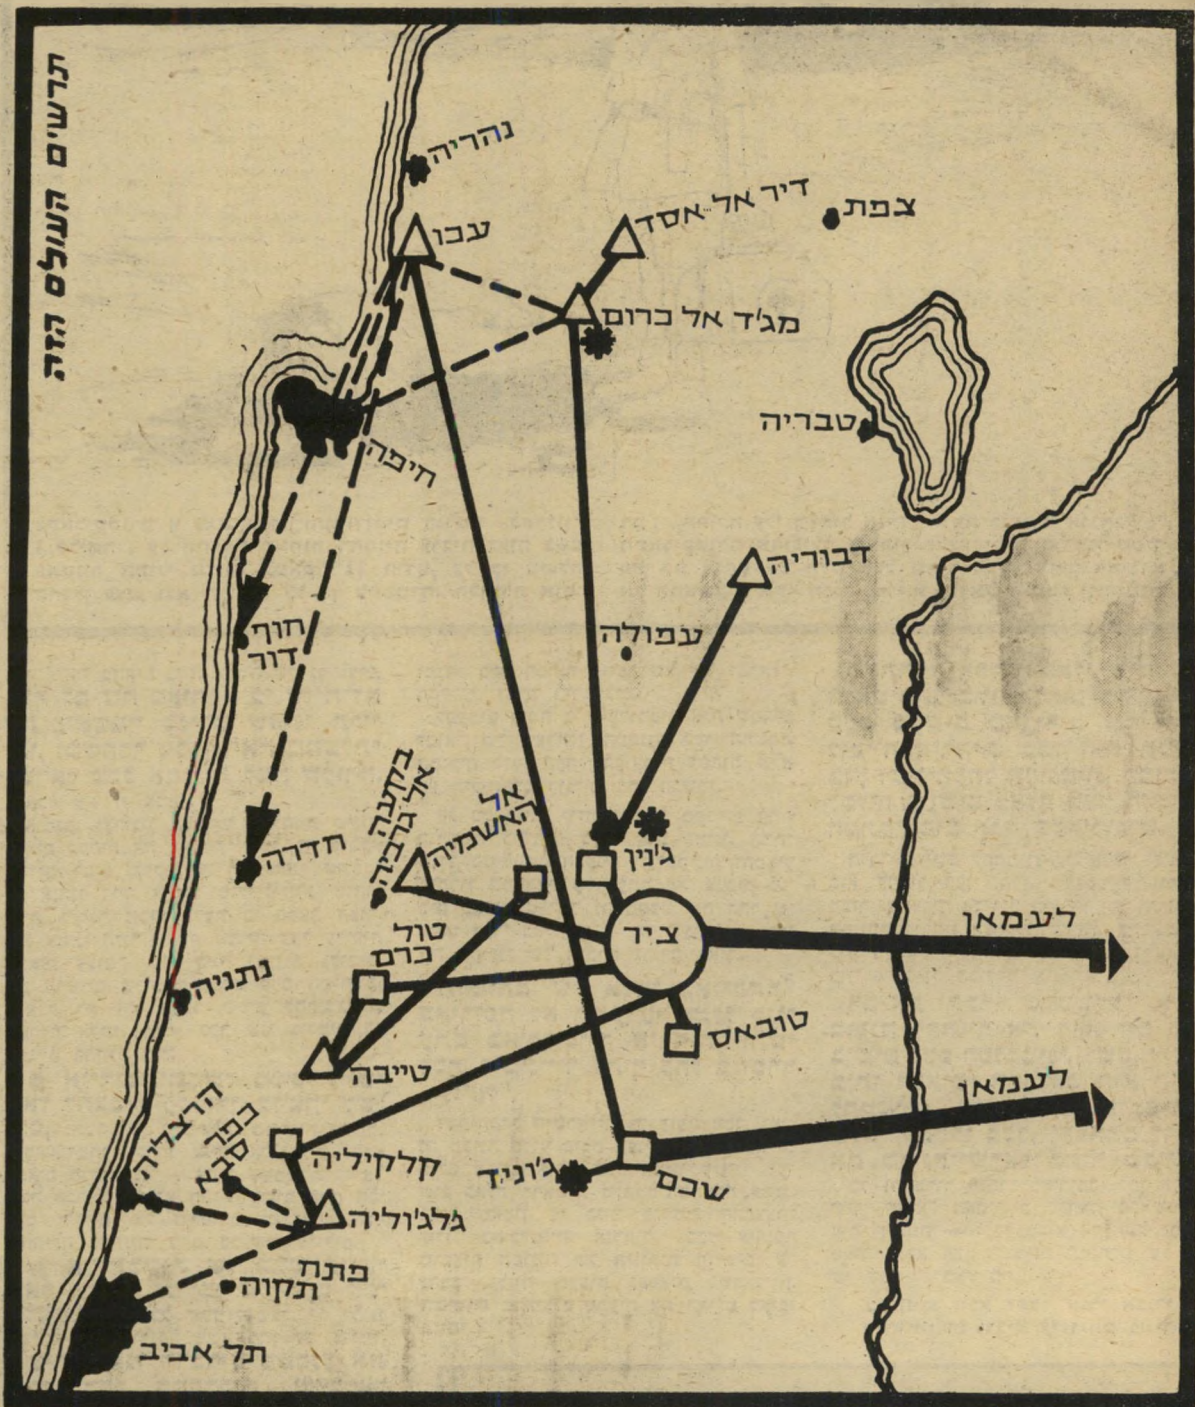 תרשים העולם הזה
נהריה
עכו
דיר אל אסד
צפת
מג'ד אל כרום
טבריה
חיפה
דבוריה
עפולה
חוף
דור
בקעה
אל גרביה
אל
האשמיה
חדרה
ג'נין
ציר
לעמאן
טול
כרם
נתניה
טובאס
טייבה
לעמאן
הרצליה
כפר
סבא
קלקיליה
ג'וניד
שכם
גלג'וליה
פתח
תקוה
תל אביב